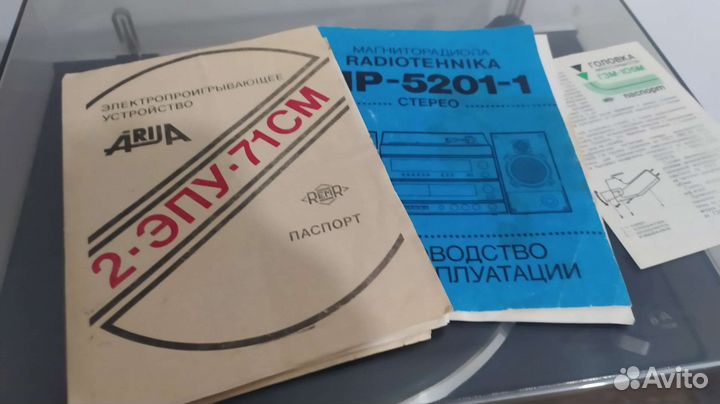 ЭЛЕКТРОПРОИГРЫВАЮЩЕЕ
УСТРОЙСТВО
ARIJA
2·ЭПУ·71СМ
REMR
ПАСПОРТ
МАГНИТОРАДИОЛА
RADIOTEHNIKA
МР-5201-1
СТЕРЕО
ВОДСТВО
ПЛУАТАЦИИ
ГОЛОВКА
ГЗМ-105М
паспорт
Avito